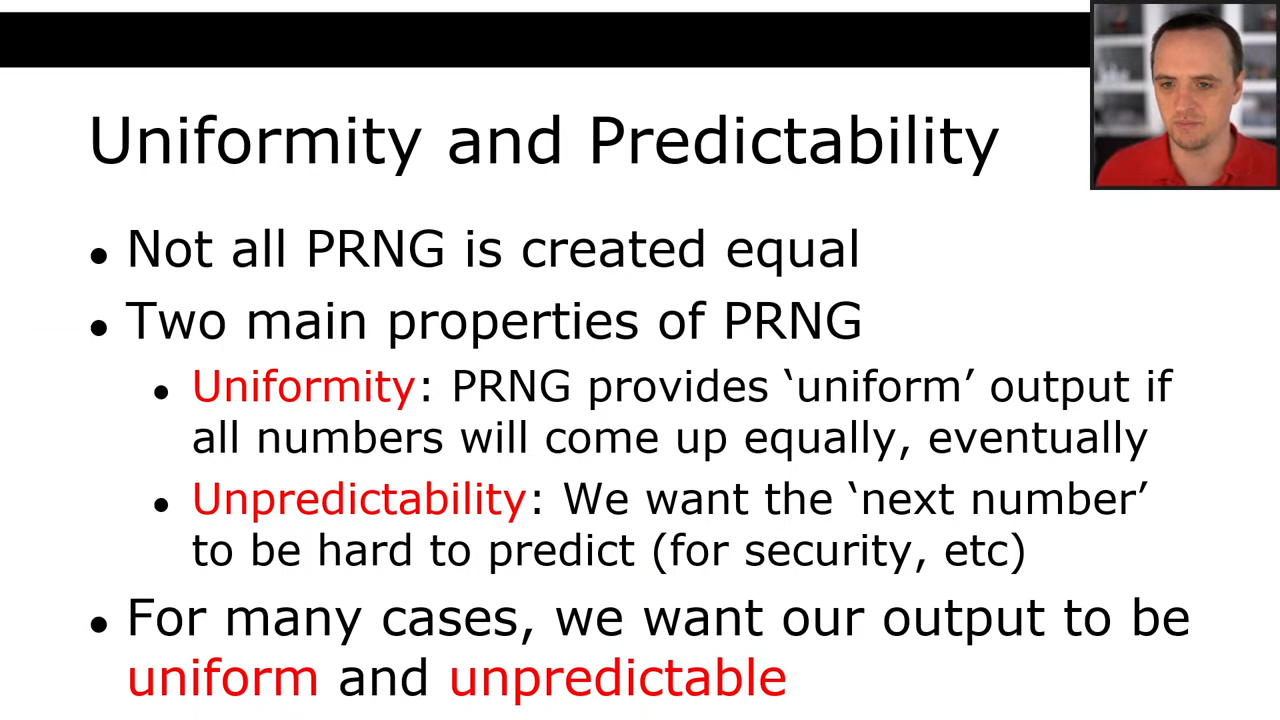 Uniformity and Predictability
• Not all PRNG is created equal
• Two main properties of PRNG
• Uniformity: PRNG provides ‘uniform’ output if
all numbers will come up equally, eventually
• Unpredictability: We want the ‘next number’
to be hard to predict (for security, etc)
• For many cases, we want our output to be
uniform and unpredictable